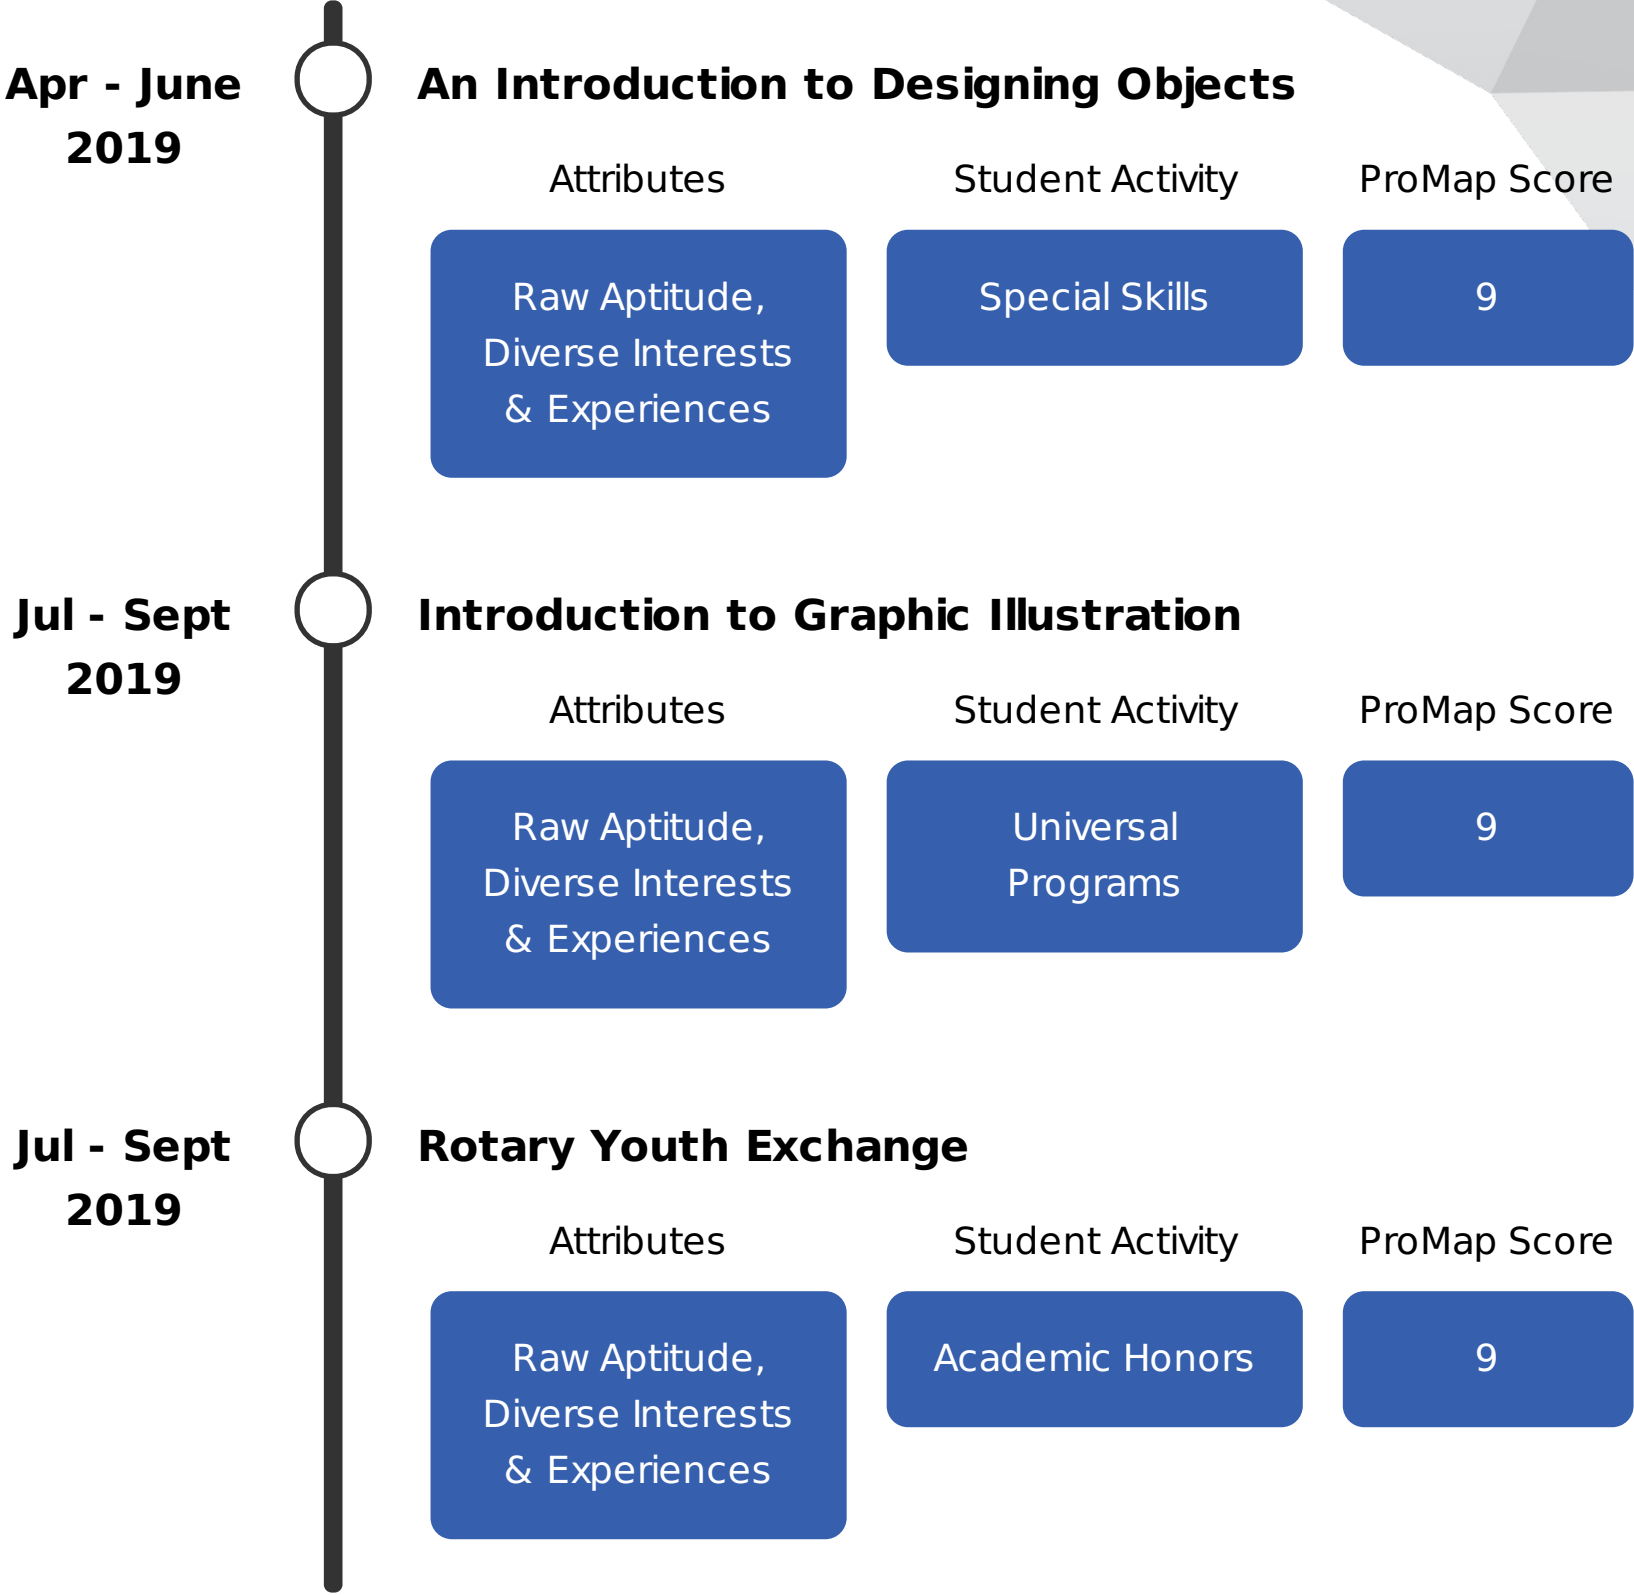 Apr - June
2019
An Introduction to Designing Objects
Attributes
Student Activity
ProMap Score
Raw Aptitude,
Diverse Interests
& Experiences
Special Skills
9
Jul - Sept
2019
Introduction to Graphic Illustration
Attributes
Student Activity
ProMap Score
Raw Aptitude,
Diverse Interests
& Experiences
Universal
Programs
9
Jul - Sept
2019
Rotary Youth Exchange
Attributes
Student Activity
ProMap Score
Raw Aptitude,
Diverse Interests
& Experiences
Academic Honors
9